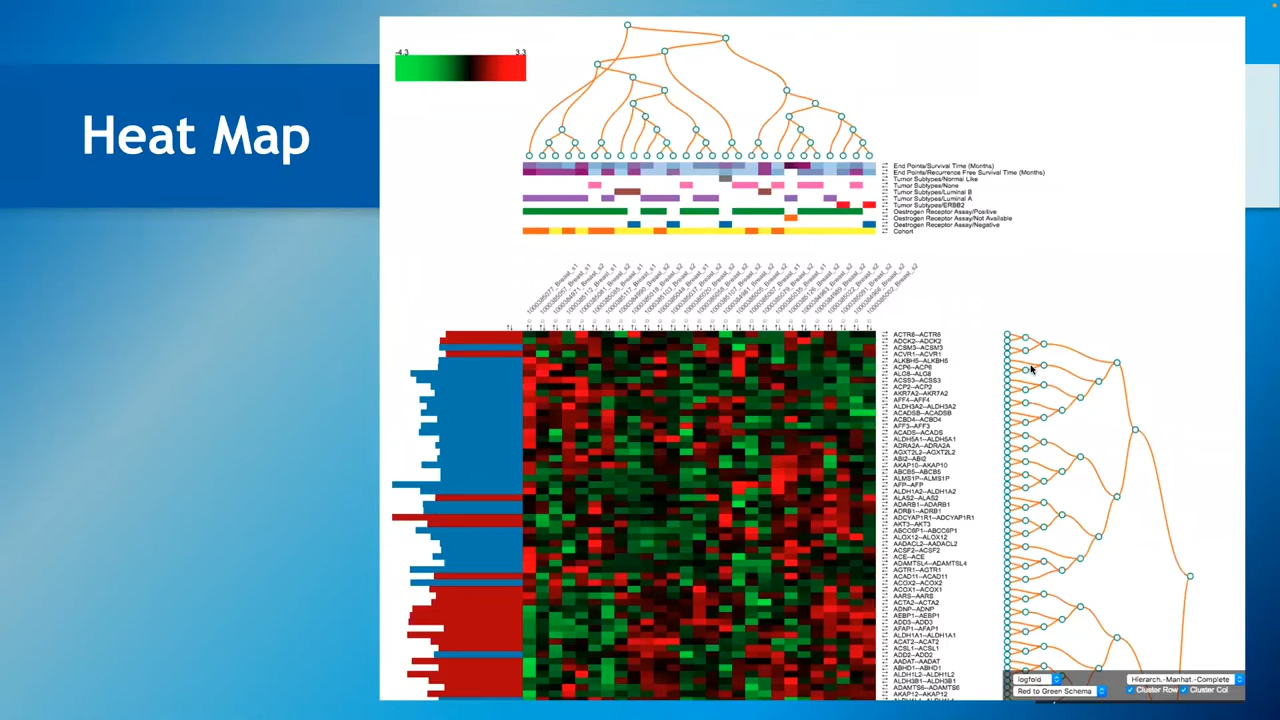 Heat Map
-4.3
3.3
End Points/Survival Time (Months)
End Points/Recurrence Free Survival Time (Months)
Tumor Subtypes/Normal Like
Tumor Subtypes/None
Tumor Subtypes/Luminal B
Tumor Subtypes/Luminal A
Tumor Subtypes/ERBB2
Oestrogen Receptor Assay/Positive
Oestrogen Receptor Assay/Not Available
Oestrogen Receptor Assay/Negative
Cohort
ACTR6--ACTR6
ADCK2--ADCK2
ACSM3--ACSM3
ACVR1--ACVR1
ALKBH5--ALKBH5
ACP6--ACP6
ALG8--ALG8
ACSS3--ACSS3
ACP2--ACP2
AKR7A2--AKR7A2
AFF4--AFF4
ALDH3A2--ALDH3A2
ACADSB--ACADSB
ACBD4--ACBD4
AFF3--AFF3
ACADS--ACADS
ALDH5A1--ALDH5A1
ADRA2A--ADRA2A
AGXT2L2--AGXT2L2
ABI2--ABI2
AKAP10--AKAP10
ABCB5--ABCB5
ALMS1P--ALMS1P
AFP--AFP
ALDH1A2--ALDH1A2
ALAS2--ALAS2
ADARB1--ADARB1
ADRB1--ADRB1
ADCYAP1R1--ADCYAP1R1
AKT3--AKT3
ABCC6P1--ABCC6P1
ALOX12--ALOX12
AADACL2--AADACL2
ACSF2--ACSF2
ACE--ACE
ADAMTSL4--ADAMTSL4
AGTR1--AGTR1
ACAD11--ACAD11
ACOX2--ACOX2
ACOX1--ACOX1
AARS--AARS
ACTA2--ACTA2
ADNP--ADNP
AEBP1--AEBP1
ADD3--ADD3
AFAP1--AFAP1
ALDH1A1--ALDH1A1
ACAT2--ACAT2
ACSL1--ACSL1
ADD2--ADD2
AADAT--AADAT
ABHD1--ABHD1
ALDH1L2--ALDH1L2
ALDH3B1--ALDH3B1
ADAMTS6--ADAMTS6
AKAP12--AKAP12
logfold
Hierarch.-Manhat.-Complete
Red to Green Schema
Cluster Row
Cluster Col